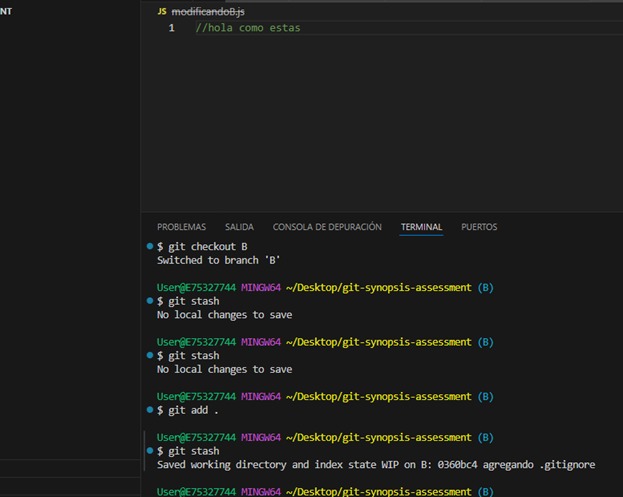 NT
JS modificandoB.js
1 //hola como estas
PROBLEMAS SALIDA CONSOLA DE DEPURACIÓN TERMINAL PUERTOS
$ git checkout B
Switched to branch 'B'
User@E75327744 MINGW64 ~/Desktop/git-synopsis-assessment (B)
$ git stash
No local changes to save
User@E75327744 MINGW64 ~/Desktop/git-synopsis-assessment (B)
$ git stash
No local changes to save
User@E75327744 MINGW64 ~/Desktop/git-synopsis-assessment (B)
$ git add .
User@E75327744 MINGW64 ~/Desktop/git-synopsis-assessment (B)
$ git stash
Saved working directory and index state WIP on B: 0360bc4 agregando .gitignore
User@E75327744 MINGW64 ~/Desktop/git-synopsis-assessment (B)